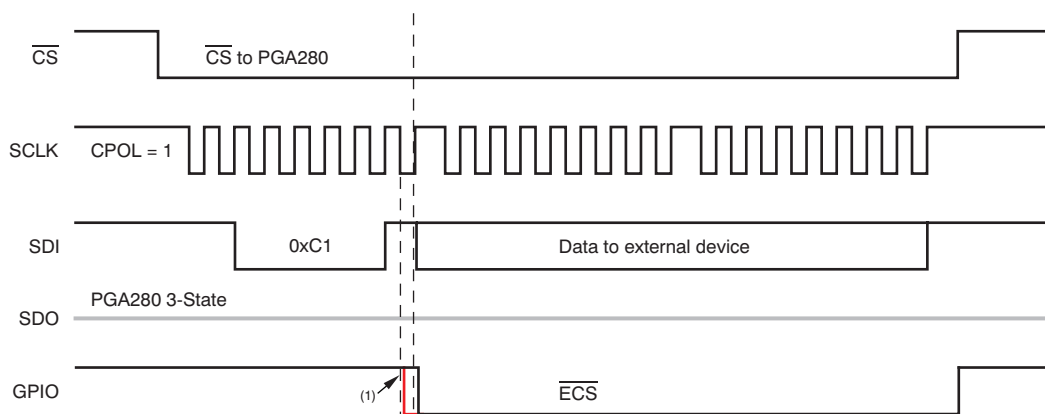 CS
CS to PGA280
SCLK
CPOL = 1
SDI
0xC1
Data to external device
PGA280 3-State
SDO
GPIO
(1)
ECS